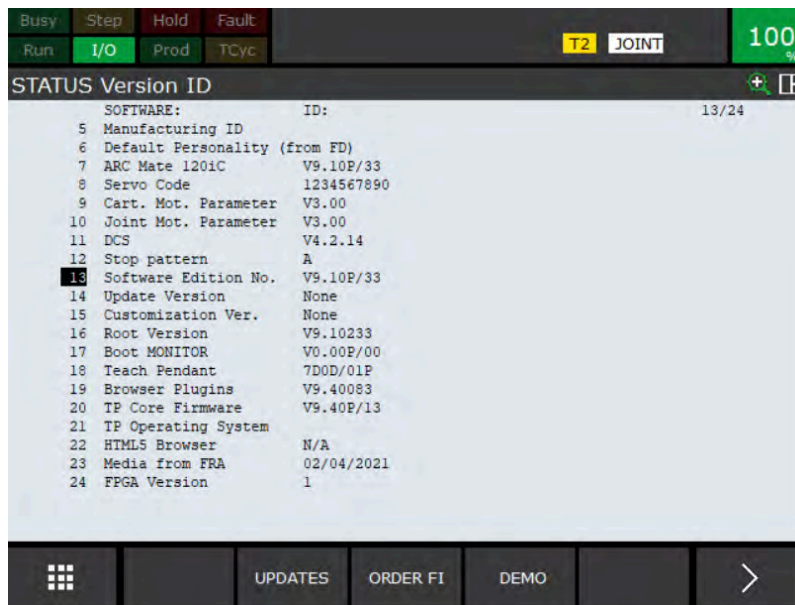 Busy Step Hold Fault
Run I/O Prod TCyc T2 JOINT 100
%
STATUS Version ID
SOFTWARE: ID: 13/24
5 Manufacturing ID
6 Default Personality (from FD)
7 ARC Mate 120iC V9.10P/33
8 Servo Code 1234567890
9 Cart. Mot. Parameter V3.00
10 Joint Mot. Parameter V3.00
11 DCS V4.2.14
12 Stop pattern A
13 Software Edition No. V9.10P/33
14 Update Version None
15 Customization Ver. None
16 Root Version V9.10233
17 Boot MONITOR V0.00P/00
18 Teach Pendant 7D0D/01P
19 Browser Plugins V9.40083
20 TP Core Firmware V9.40P/13
21 TP Operating System
22 HTML5 Browser N/A
23 Media from FRA 02/04/2021
24 FPGA Version 1
UPDATES ORDER FI DEMO